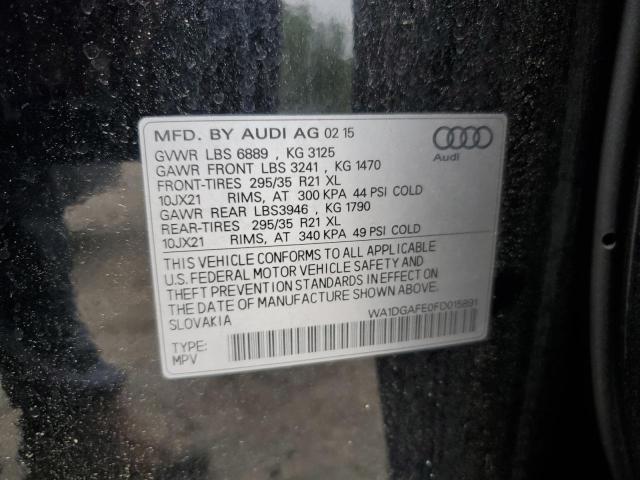 MFD. BY AUDI AG 02 15
GVWR LBS 6889 , KG 3125
GAWR FRONT LBS 3241 , KG 1470
FRONT-TIRES 295/35 R21 XL
10JX21 RIMS, AT 300 KPA 44 PSI COLD
GAWR REAR LBS3946 , KG 1790
REAR-TIRES 295/35 R21 XL
10JX21 RIMS, AT 340 KPA 49 PSI COLD
Audi
THIS VEHICLE CONFORMS TO ALL APPLICABLE
U.S. FEDERAL MOTOR VEHICLE SAFETY AND
THEFT PREVENTION STANDARDS IN EFFECT ON
THE DATE OF MANUFACTURE SHOWN ABOVE.
SLOVAKIA
WA1DGAFE0FD015891
TYPE:
MPV